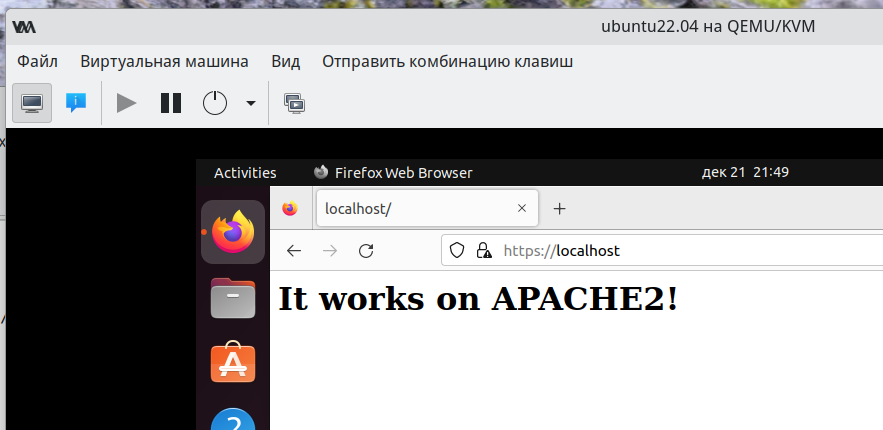 ubuntu22.04 на QEMU/KVM
Файл Виртуальная машина Вид Отправить комбинацию клавиш
Activities Firefox Web Browser дек 21 21:49
localhost/
https://localhost
It works on APACHE2!
?